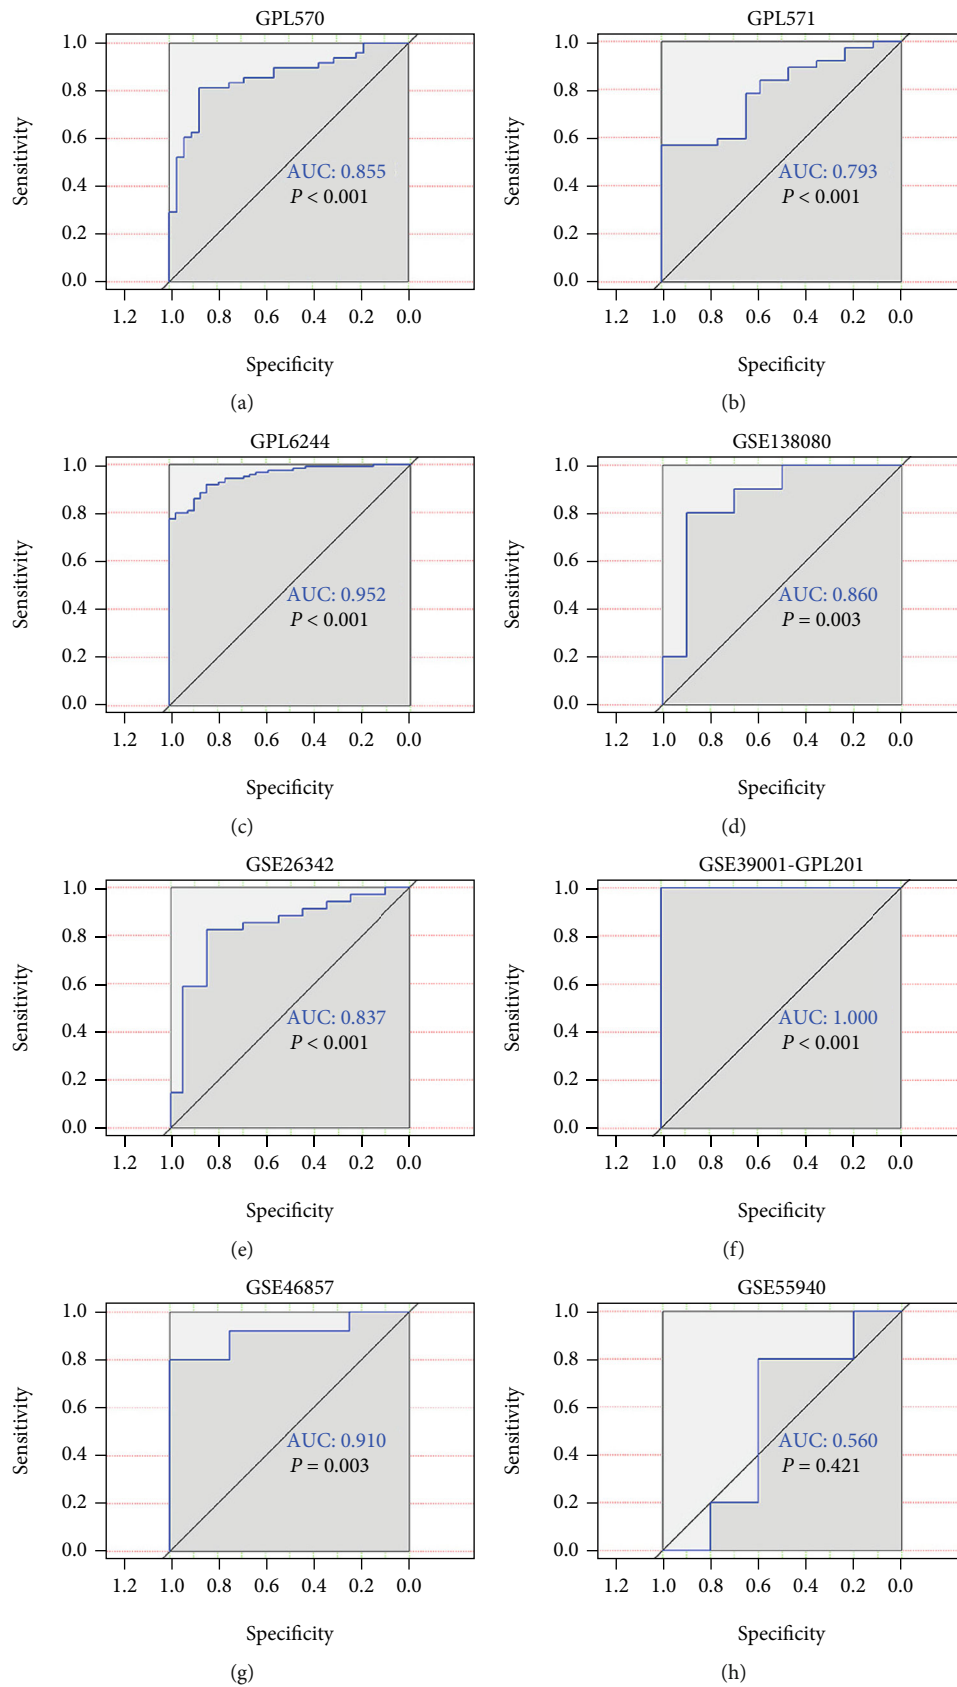 GPL570
1.0
0.8
0.6
0.4
0.2
0.0
Sensitivity
AUC: 0.855
P < 0.001
1.2 1.0 0.8 0.6 0.4 0.2 0.0
Specificity
(a)
GPL571
1.0
0.8
0.6
0.4
0.2
0.0
Sensitivity
AUC: 0.793
P < 0.001
1.2 1.0 0.8 0.6 0.4 0.2 0.0
Specificity
(b)
GPL6244
1.0
0.8
0.6
0.4
0.2
0.0
Sensitivity
AUC: 0.952
P < 0.001
1.2 1.0 0.8 0.6 0.4 0.2 0.0
Specificity
(c)
GSE138080
1.0
0.8
0.6
0.4
0.2
0.0
Sensitivity
AUC: 0.860
P = 0.003
1.2 1.0 0.8 0.6 0.4 0.2 0.0
Specificity
(d)
GSE26342
1.0
0.8
0.6
0.4
0.2
0.0
Sensitivity
AUC: 0.837
P < 0.001
1.2 1.0 0.8 0.6 0.4 0.2 0.0
Specificity
(e)
GSE39001-GPL201
1.0
0.8
0.6
0.4
0.2
0.0
Sensitivity
AUC: 1.000
P < 0.001
1.2 1.0 0.8 0.6 0.4 0.2 0.0
Specificity
(f)
GSE46857
1.0
0.8
0.6
0.4
0.2
0.0
Sensitivity
AUC: 0.910
P = 0.003
1.2 1.0 0.8 0.6 0.4 0.2 0.0
Specificity
(g)
GSE55940
1.0
0.8
0.6
0.4
0.2
0.0
Sensitivity
AUC: 0.560
P = 0.421
1.2 1.0 0.8 0.6 0.4 0.2 0.0
Specificity
(h)